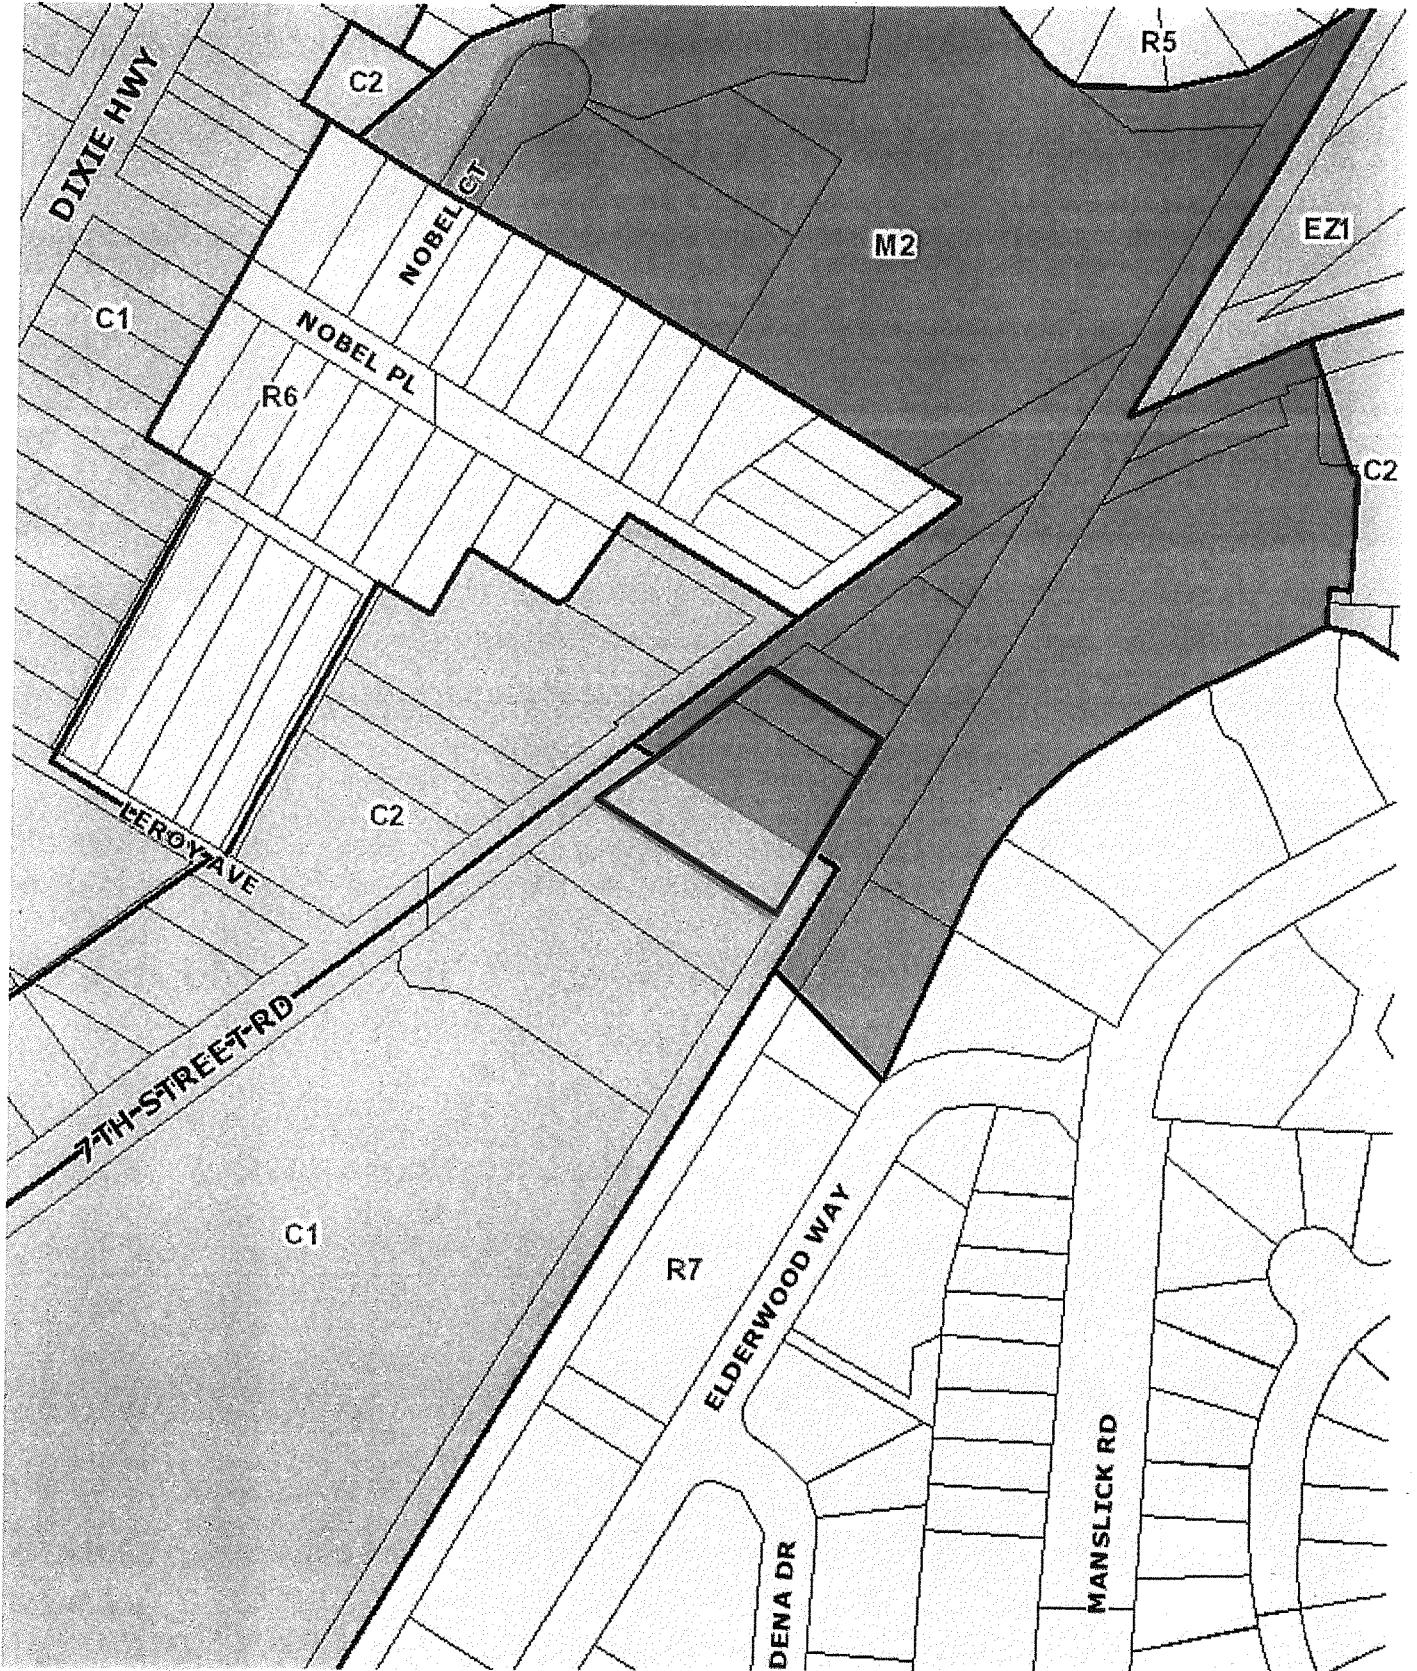 R5
C2
DIXIE HWY
NOBEL CT
EZ1
M2
C1
NOBEL PL
R6
C2
C2
LEROY AVE
7TH STREET RD
C1
R7
ELDERWOOD WAY
MANSLICK RD
DENA DR